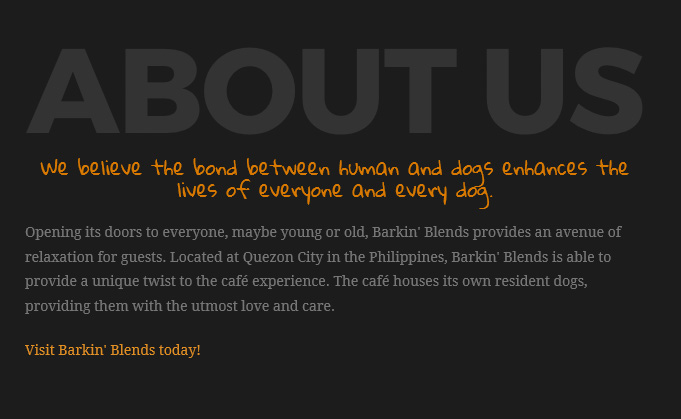 ABOUT US
We believe the bond between human and dogs enhances the
lives of everyone and every dog.
Opening its doors to everyone, maybe young or old, Barkin' Blends provides an avenue of
relaxation for guests. Located at Quezon City in the Philippines, Barkin' Blends is able to
provide a unique twist to the café experience. The café houses its own resident dogs,
providing them with the utmost love and care.
Visit Barkin' Blends today!